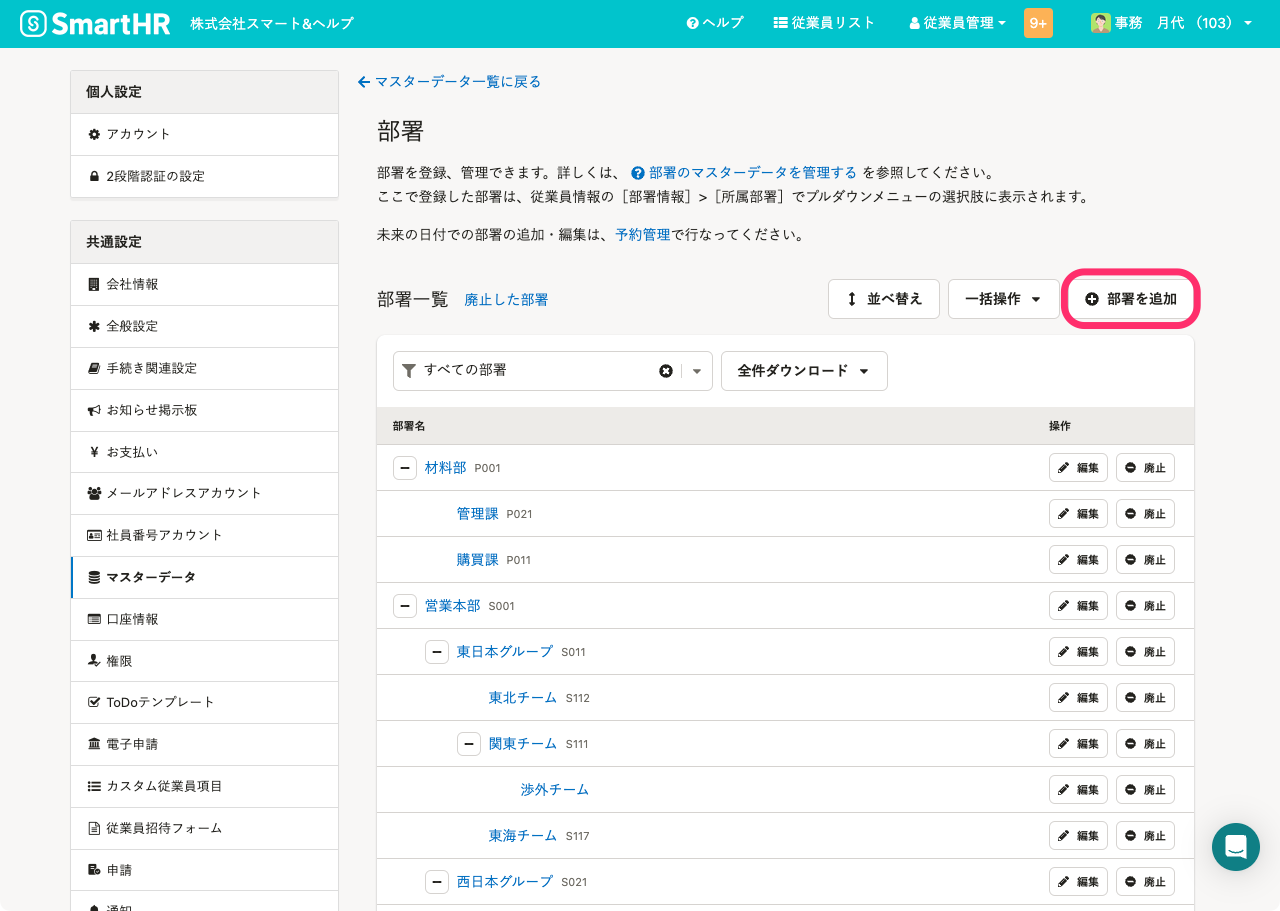 SmartHR 株式会社スマート&ヘルプ ヘルプ 従業員リスト 従業員管理 9+ 事務 月代 （103）
個人設定
アカウント
2段階認証の設定
共通設定
会社情報
全般設定
手続き関連設定
お知らせ掲示板
お支払い
メールアドレスアカウント
社員番号アカウント
マスターデータ
口座情報
権限
ToDoテンプレート
電子申請
カスタム従業員項目
従業員招待フォーム
申請
通知
マスターデータ一覧に戻る
部署
部署を登録、管理できます。詳しくは、 部署のマスターデータを管理する を参照してください。
ここで登録した部署は、従業員情報の［部署情報］>［所属部署］でプルダウンメニューの選択肢に表示されます。
未来の日付での部署の追加・編集は、予約管理で行なってください。
部署一覧 廃止した部署 並べ替え 一括操作 部署を追加
すべての部署 全件ダウンロード
部署名 操作
材料部 P001 編集 廃止
管理課 P021 編集 廃止
購買課 P011 編集 廃止
営業本部 S001 編集 廃止
東日本グループ S011 編集 廃止
東北チーム S112 編集 廃止
関東チーム S111 編集 廃止
渉外チーム 編集 廃止
東海チーム S117 編集 廃止
西日本グループ S021 編集 廃止